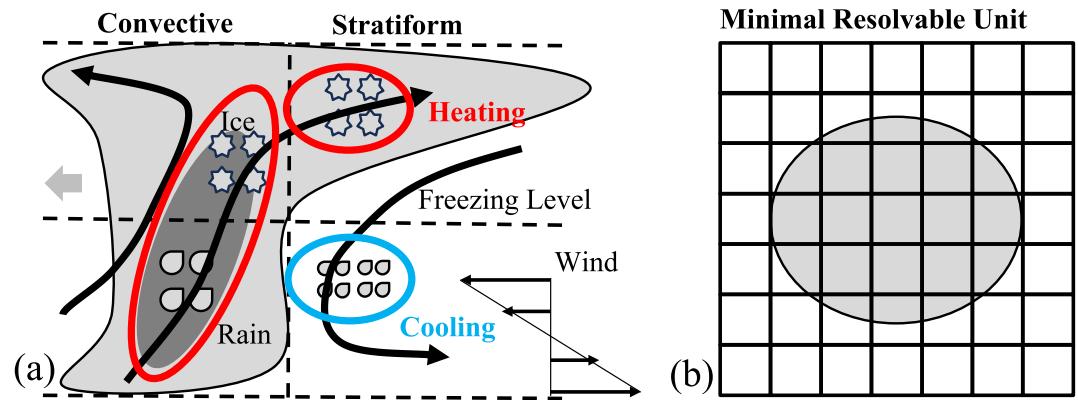 Convective
Stratiform
Minimal Resolvable Unit
Ice
Heating
Freezing Level
Wind
Rain
Cooling
(a)
(b)